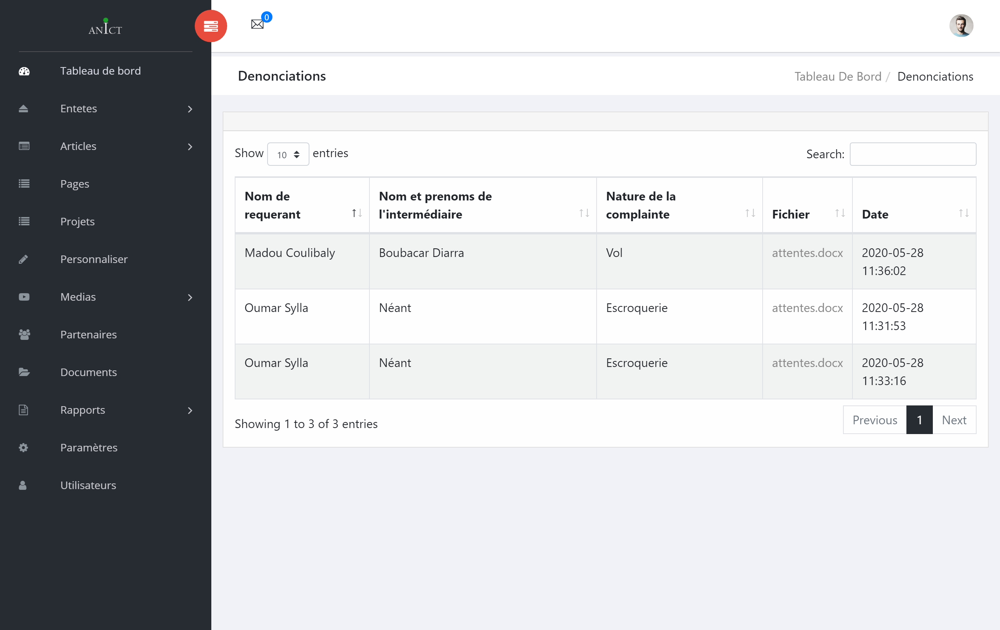 ANICT
0
Tableau de bord
Entetes
Articles
Pages
Projets
Personnaliser
Medias
Partenaires
Documents
Rapports
Paramètres
Utilisateurs
Denonciations
Tableau De Bord / Denonciations
Show 10 entries
Search:
Nom de
requerant
Nom et prenoms de
l'intermédiaire
Nature de la
complainte
Fichier
Date
Madou Coulibaly
Boubacar Diarra
Vol
attentes.docx
2020-05-28
11:36:02
Oumar Sylla
Néant
Escroquerie
attentes.docx
2020-05-28
11:31:53
Oumar Sylla
Néant
Escroquerie
attentes.docx
2020-05-28
11:33:16
Showing 1 to 3 of 3 entries
Previous 1 Next